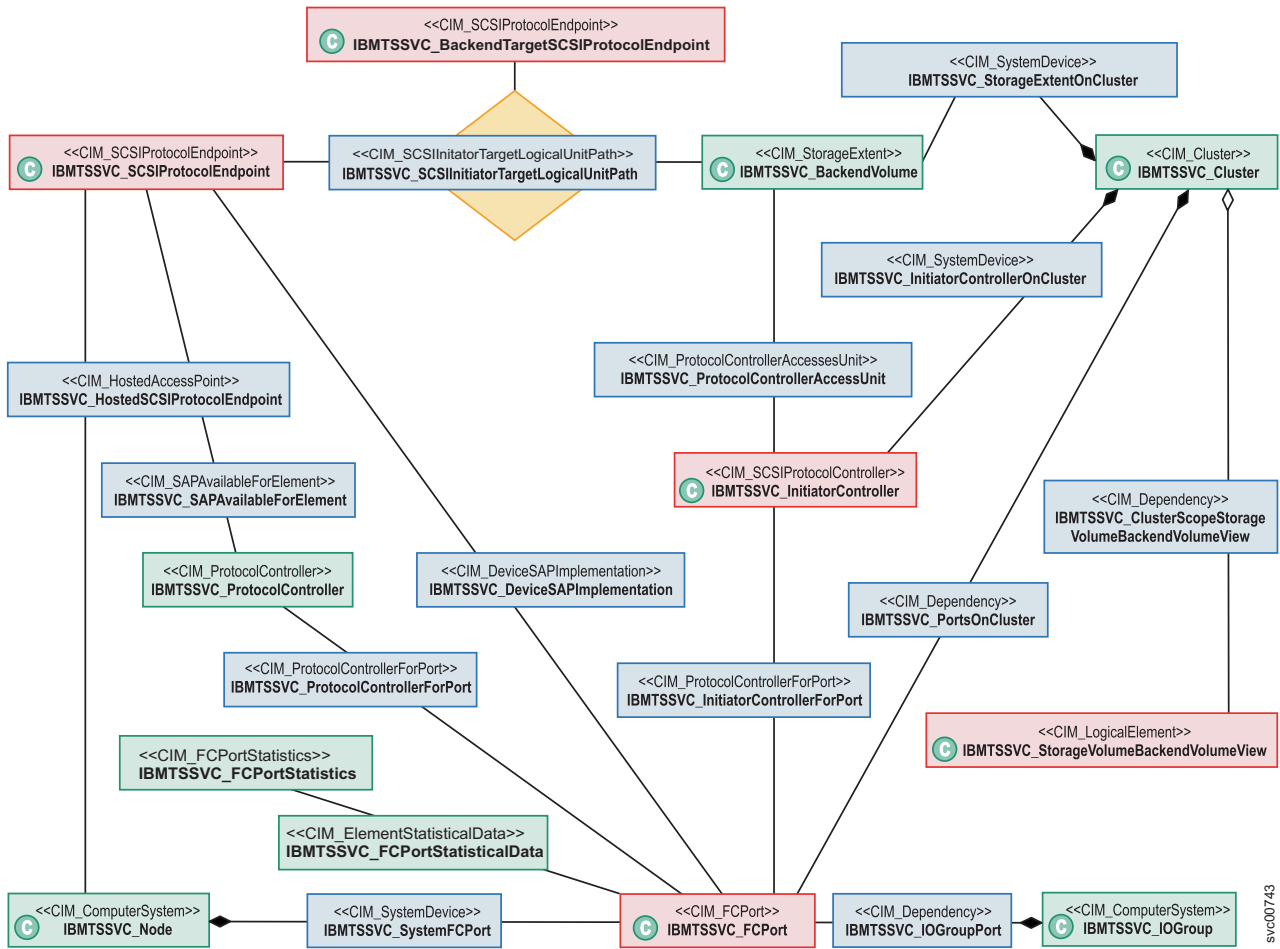 <<CIM_SCSIProtocolEndpoint>>
C
IBMTSSVC_BackendTargetSCSIProtocolEndpoint
<<CIM_SystemDevice>>
IBMTSSVC_StorageExtentOnCluster
<<CIM_SCSIProtocolEndpoint>>
C
IBMTSSVC_SCSIProtocolEndpoint
<<CIM_SCSIInitatorTargetLogicalUnitPath>>
IBMTSSVC_SCSIInitiatorTargetLogicalUnitPath
<<CIM_StorageExtent>>
C
IBMTSSVC_BackendVolume
<<CIM_Cluster>>
C
IBMTSSVC_Cluster
<<CIM_SystemDevice>>
IBMTSSVC_InitiatorControllerOnCluster
<<CIM_HostedAccessPoint>>
IBMTSSVC_HostedSCSIProtocolEndpoint
<<CIM_ProtocolControllerAccessesUnit>>
IBMTSSVC_ProtocolControllerAccessUnit
<<CIM_SAPAvailableForElement>>
IBMTSSVC_SAPAvailableForElement
<<CIM_SCSIProtocolController>>
C
IBMTSSVC_InitiatorController
<<CIM_Dependency>>
IBMTSSVC_ClusterScopeStorage
VolumeBackendVolumeView
<<CIM_ProtocolController>>
IBMTSSVC_ProtocolController
<<CIM_DeviceSAPImplementation>>
IBMTSSVC_DeviceSAPImplementation
<<CIM_Dependency>>
IBMTSSVC_PortsOnCluster
<<CIM_ProtocolControllerForPort>>
IBMTSSVC_ProtocolControllerForPort
<<CIM_ProtocolControllerForPort>>
IBMTSSVC_InitiatorControllerForPort
<<CIM_LogicalElement>>
C
IBMTSSVC_StorageVolumeBackendVolumeView
<<CIM_FCPortStatistics>>
IBMTSSVC_FCPortStatistics
<<CIM_ElementStatisticalData>>
IBMTSSVC_FCPortStatisticalData
<<CIM_ComputerSystem>>
C
IBMTSSVC_Node
<<CIM_SystemDevice>>
IBMTSSVC_SystemFCPort
<<CIM_FCPort>>
C
IBMTSSVC_FCPort
<<CIM_Dependency>>
IBMTSSVC_IOGroupPort
<<CIM_ComputerSystem>>
C
IBMTSSVC_IOGroup
svc00743